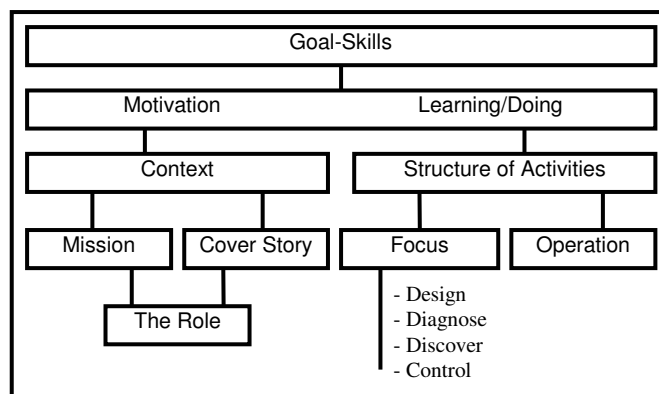 Goal-Skills
Motivation Learning/Doing
Context Structure of Activities
Mission Cover Story Focus Operation
The Role
- Design
- Diagnose
- Discover
- Control